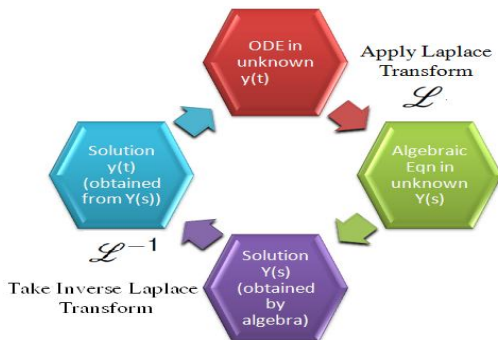 ODE in
unknown
y(t)
Apply Laplace
Transform
ℒ
Algebraic
Eqn in
unknown
Y(s)
Solution
Y(s)
(obtained
by
algebra)
Take Inverse Laplace
Transform
ℒ⁻¹
Solution
y(t)
(obtained
from Y(s))